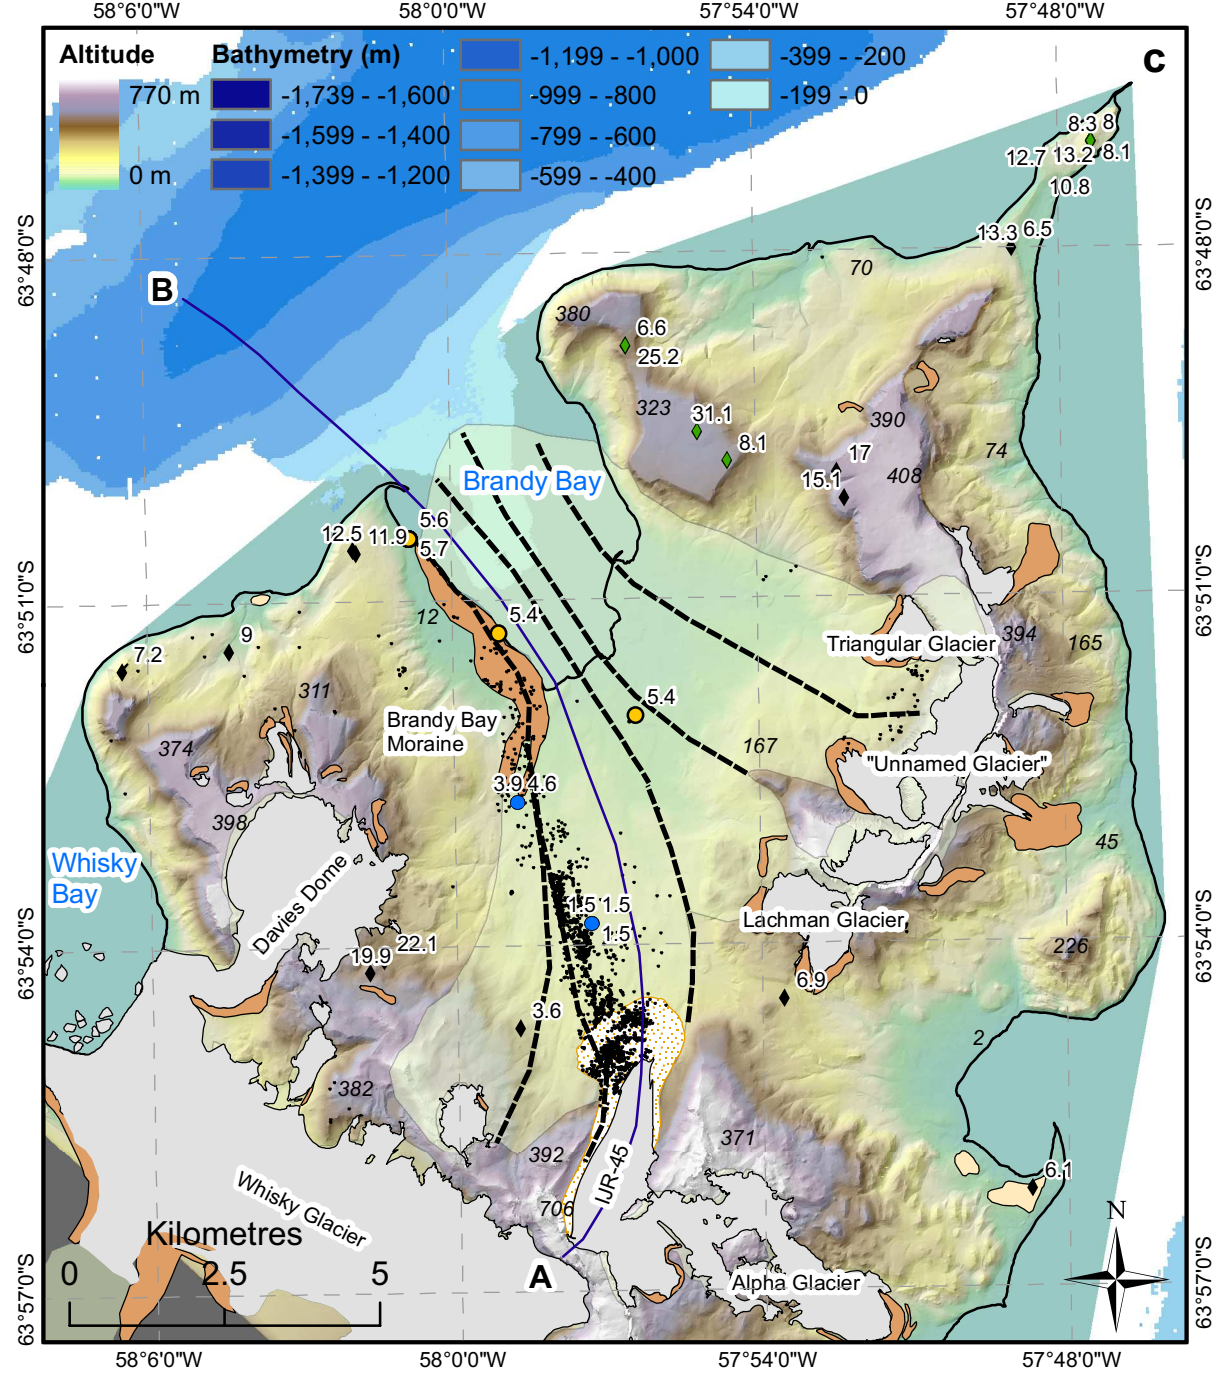 58°6'0"W
58°0'0"W
57°54'0"W
57°48'0"W
Altitude
770 m
0 m
Bathymetry (m)
-1,739 - -1,600
-1,599 - -1,400
-1,399 - -1,200
-1,199 - -1,000
-999 - -800
-799 - -600
-599 - -400
-399 - -200
-199 - 0
C
8.3 8
12.7 13.2 8.1
10.8
13.3 6.5
63°48'0"S
63°48'0"S
70
B
380
6.6
25.2
323
31.1
8.1
390
17
15.1
408
74
Brandy Bay
12.5 11.9
5.6
5.7
63°51'0"S
63°51'0"S
12
5.4
9
7.2
Triangular Glacier
394
165
311
5.4
Brandy Bay
Moraine
374
167
"Unnamed Glacier"
3.9 4.6
398
45
Whisky
Bay
Davies Dome
1.5 1.5
1.5
Lachman Glacier
63°54'0"S
63°54'0"S
226
22.1
19.9
6.9
3.6
2
382
371
392
IJR-45
6.1
706
Whisky Glacier
N
Kilometres
0
2.5
5
A
Alpha Glacier
63°57'0"S
63°57'0"S
58°6'0"W
58°0'0"W
57°54'0"W
57°48'0"W